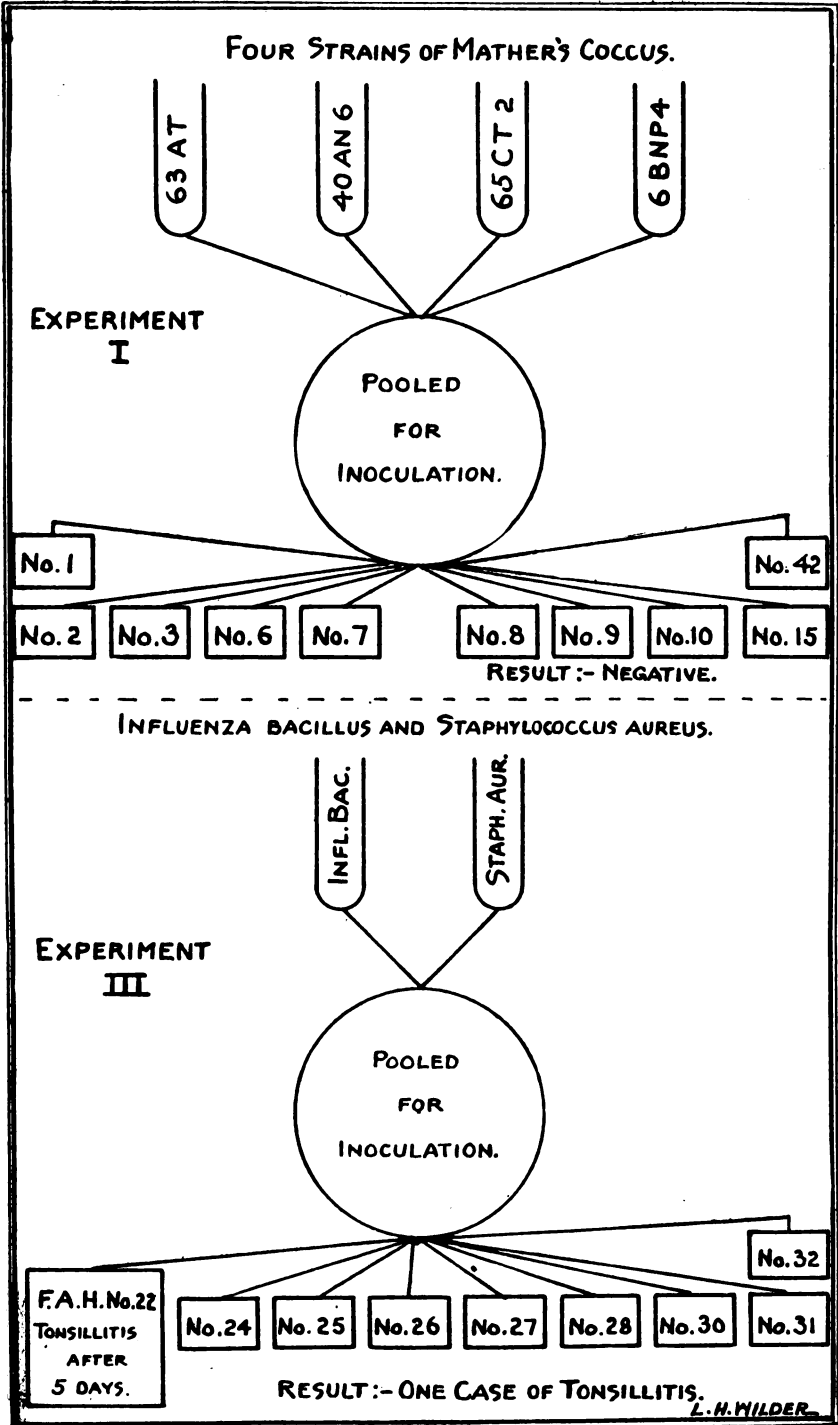 FOUR STRAINS OF MATHER'S COCCUS.
63 AT
40 AN 6
65 CT 2
6 BNP4
EXPERIMENT
I
POOLED
FOR
INOCULATION.
No. 1
No. 42
No. 2
No. 3
No. 6
No. 7
No. 8
No. 9
No. 10
No. 15
RESULT:- NEGATIVE.
INFLUENZA BACILLUS AND STAPHYLOCOCCUS AUREUS.
INFL. BAC.
STAPH. AUR.
EXPERIMENT
III
POOLED
FOR
INOCULATION.
No. 32
F.A.H. No. 22
TONSILLITIS
AFTER
5 DAYS.
No. 24
No. 25
No. 26
No. 27
No. 28
No. 30
No. 31
RESULT:- ONE CASE OF TONSILLITIS.
L.H. WILDER